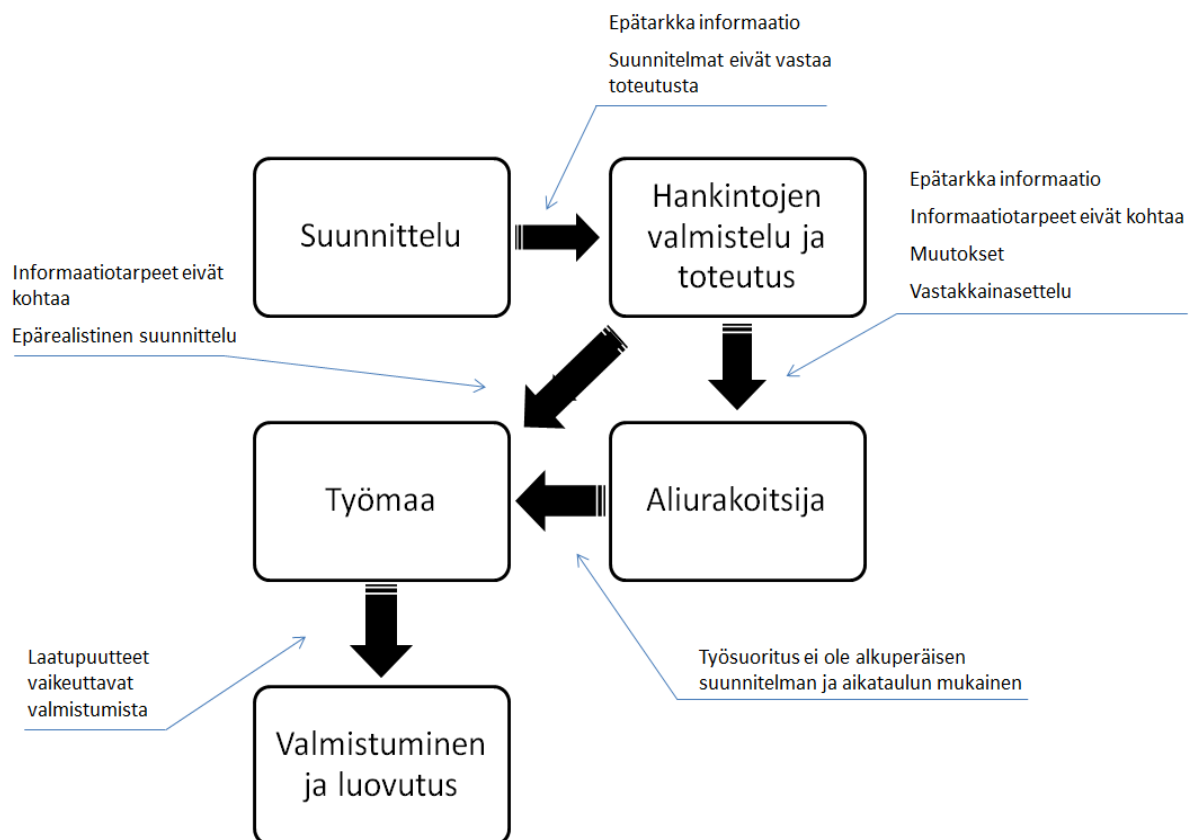 Epätarkka informaatio
Suunnitelmat eivät vastaa
toteutusta
Suunnittelu
Hankintojen
valmistelu ja
toteutus
Epätarkka informaatio
Informaatiotarpeet eivät kohtaa
Muutokset
Vastakkainasettelu
Informaatiotarpeet eivät
kohtaa
Epärealistinen suunnittelu
Työmaa
Aliurakoitsija
Laatupuutteet
vaikeuttavat
valmistumista
Työsuoritus ei ole alkuperäisen
suunnitelman ja aikataulun mukainen
Valmistuminen
ja luovutus